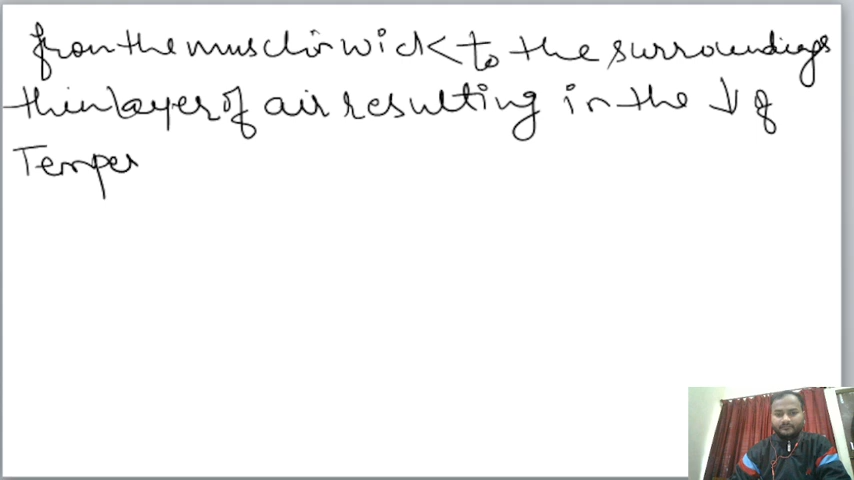 from the muslin wick to the surroundings
thin layer of air resulting in the ↓ of
Temper